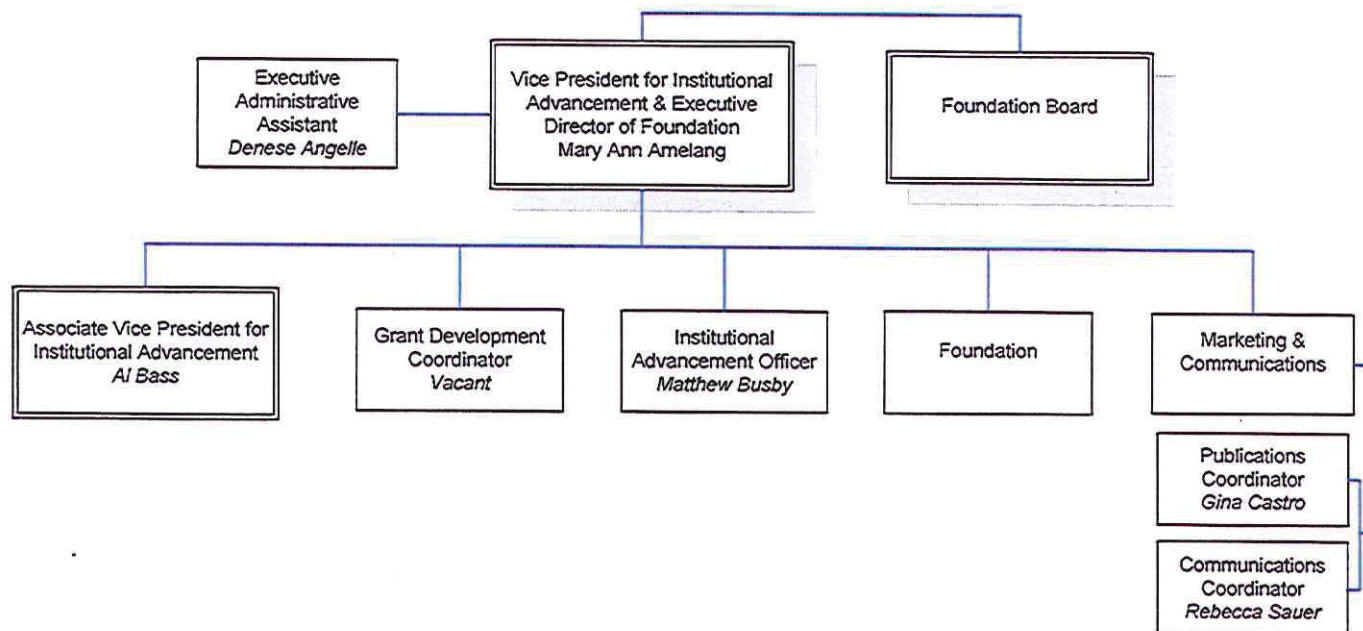 Executive
Administrative
Assistant
Denese Angelle
Vice President for Institutional
Advancement & Executive
Director of Foundation
Mary Ann Amelang
Foundation Board
Associate Vice President for
Institutional Advancement
Al Bass
Grant Development
Coordinator
Vacant
Institutional
Advancement Officer
Matthew Busby
Foundation
Marketing &
Communications
Publications
Coordinator
Gina Castro
Communications
Coordinator
Rebecca Sauer